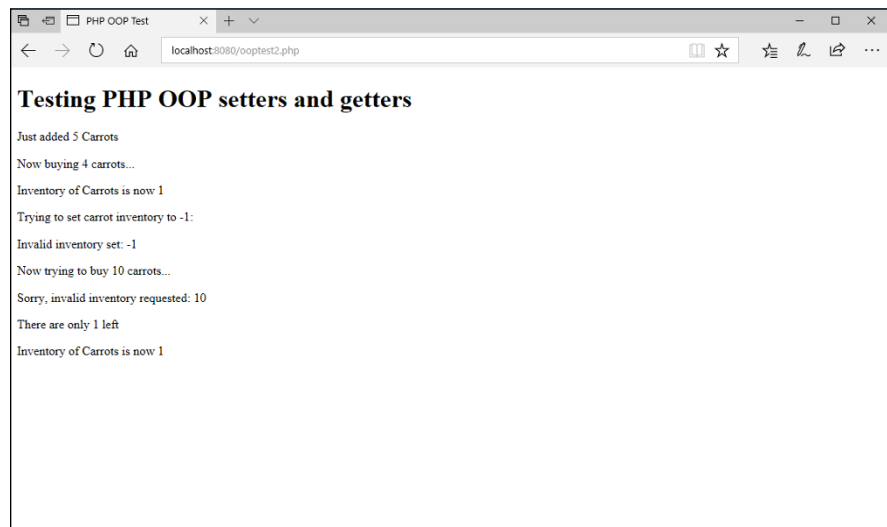 PHP OOP Test
localhost:8080/ooptest2.php
Testing PHP OOP setters and getters
Just added 5 Carrots
Now buying 4 carrots...
Inventory of Carrots is now 1
Trying to set carrot inventory to -1:
Invalid inventory set: -1
Now trying to buy 10 carrots...
Sorry, invalid inventory requested: 10
There are only 1 left
Inventory of Carrots is now 1